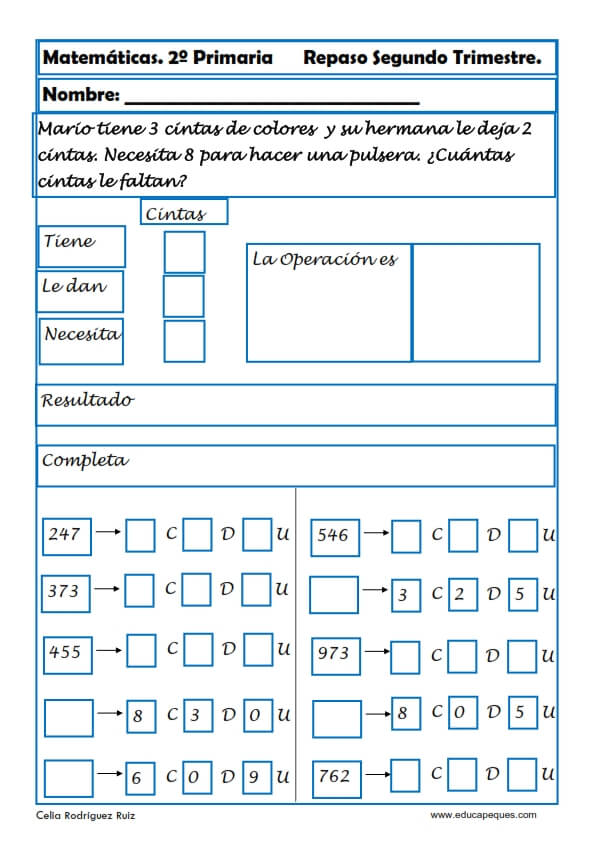 Matemáticas. 2º Primaria Repaso Segundo Trimestre.
Nombre: ____________________________
Mario tiene 3 cintas de colores y su hermana le deja 2
cintas. Necesita 8 para hacer una pulsera. ¿Cuántas
cintas le faltan?
Cintas
Tiene
Le dan
Necesita
La Operación es
Resultado
Completa
247 → C D U
373 → C D U
455 → C D U
→ 8 C 3 D 0 U
→ 6 C 0 D 9 U
546 → C D U
→ 3 C 2 D 5 U
973 → C D U
→ 8 C 0 D 5 U
762 → C D U
Celia Rodríguez Ruiz
www.educapeques.com